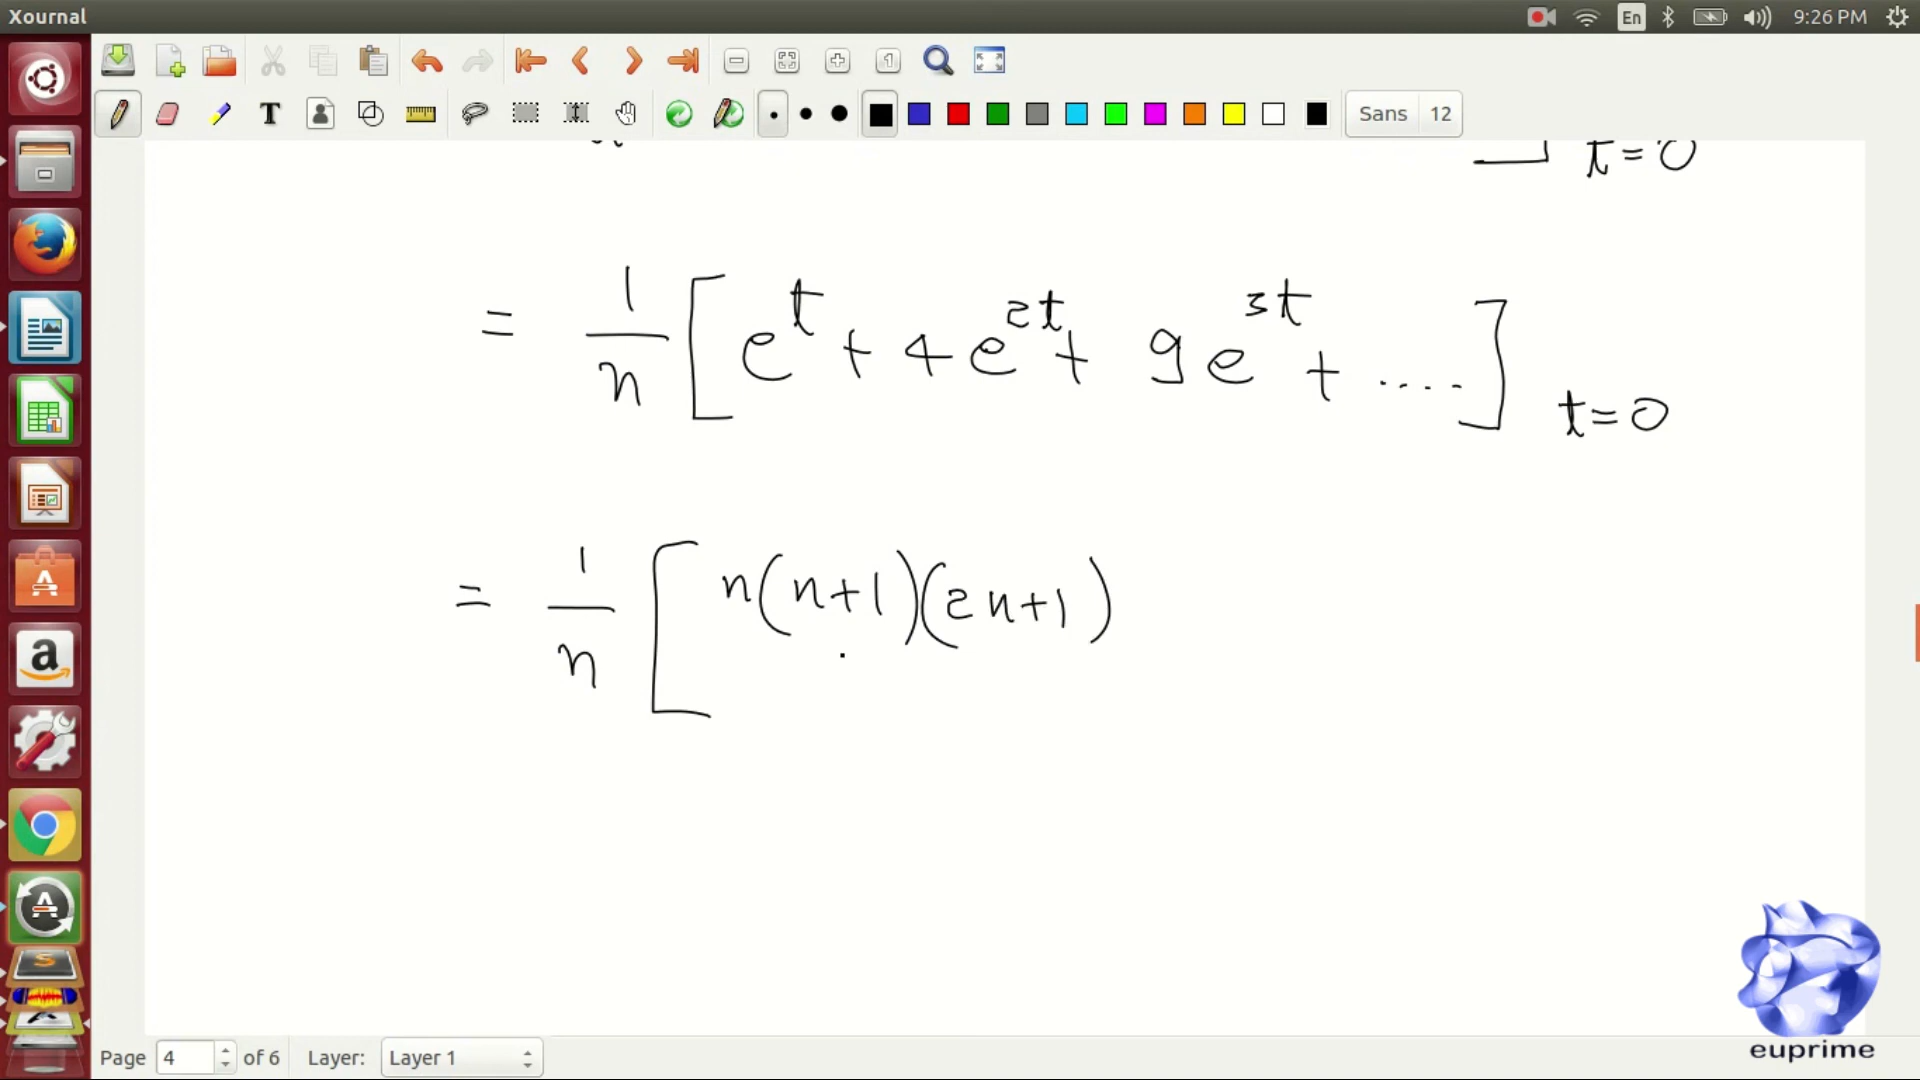 Xournal
En
9:26 PM
T
1
Sans 12
t=0
= 1/n [ e^t + 4e^{2t} + 9e^{3t} + .... ] t=0
= 1/n [ n(n+1)(2n+1)
Page 4 of 6 Layer: Layer 1
euprime